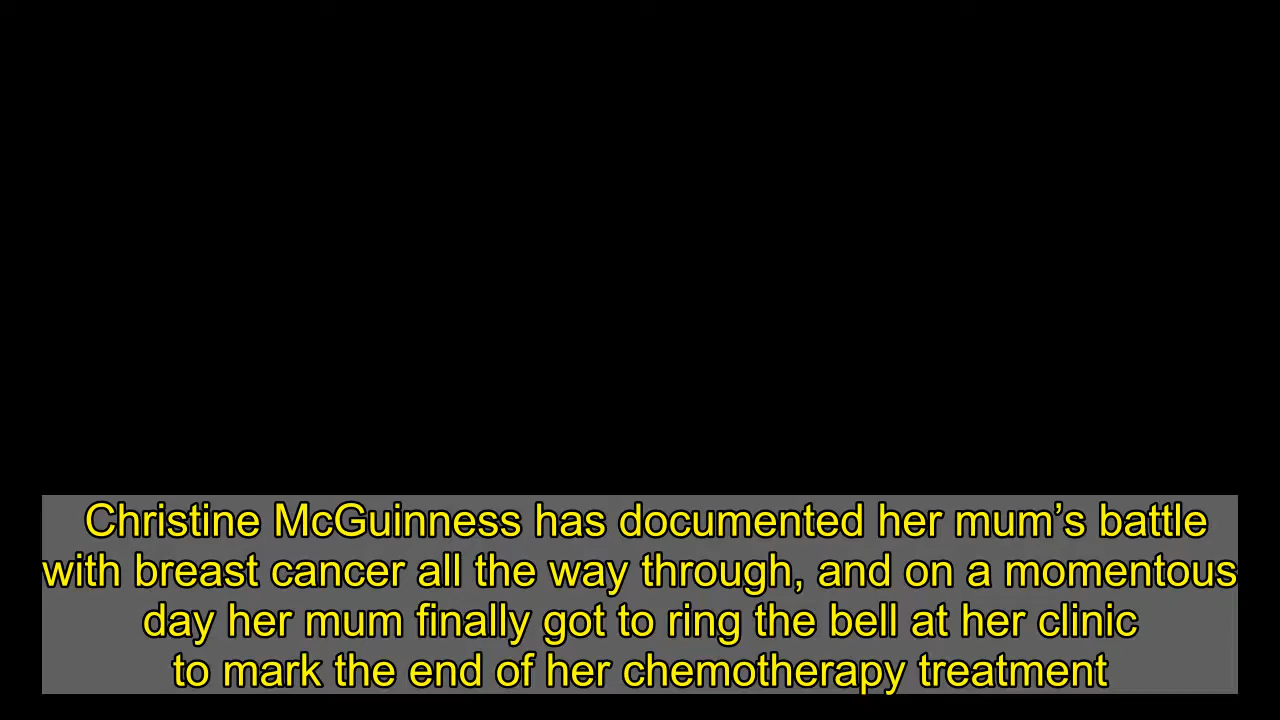 Christine McGuinness has documented her mum’s battle
with breast cancer all the way through, and on a momentous
day her mum finally got to ring the bell at her clinic
to mark the end of her chemotherapy treatment